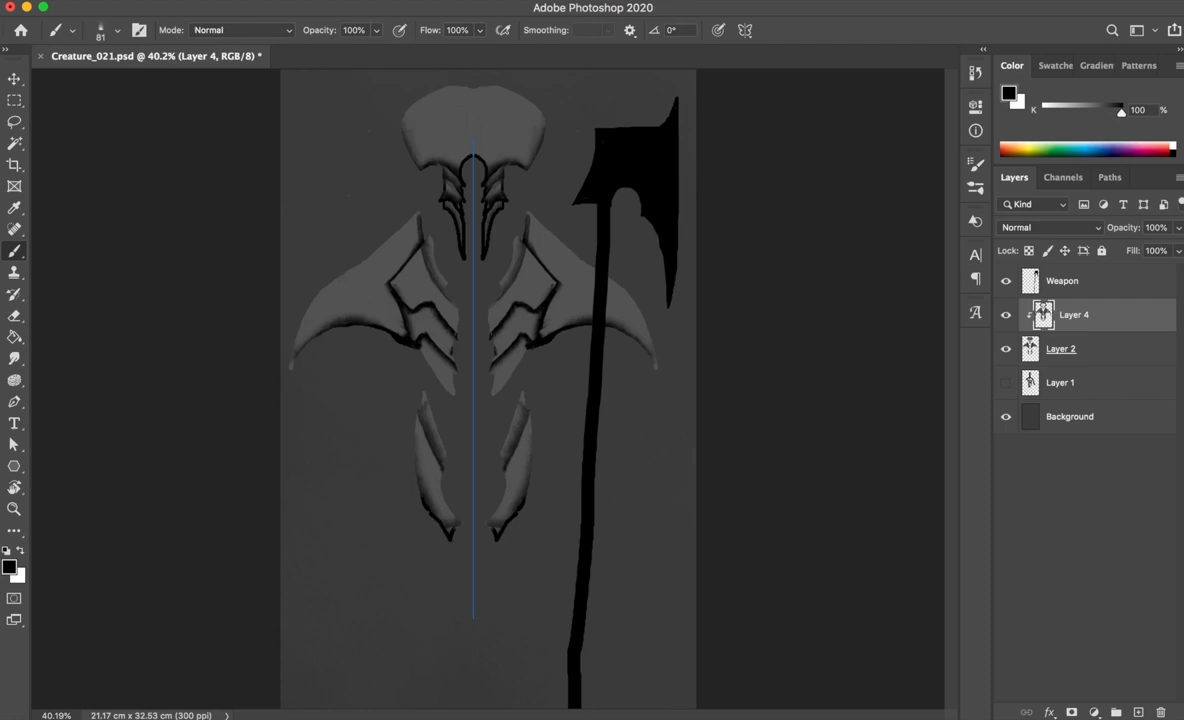 Adobe Photoshop 2020
81 Mode: Normal Opacity: 100% Flow: 100% Smoothing: 0°
Creature_021.psd @ 40.2% (Layer 4, RGB/8) *
Color Swatche Gradien Patterns
K 100 %
Layers Channels Paths
Kind
Normal Opacity: 100%
Lock: Fill: 100%
Weapon
Layer 4
Layer 2
Layer 1
Background
40.19% 21.17 cm x 32.53 cm (300 ppi)